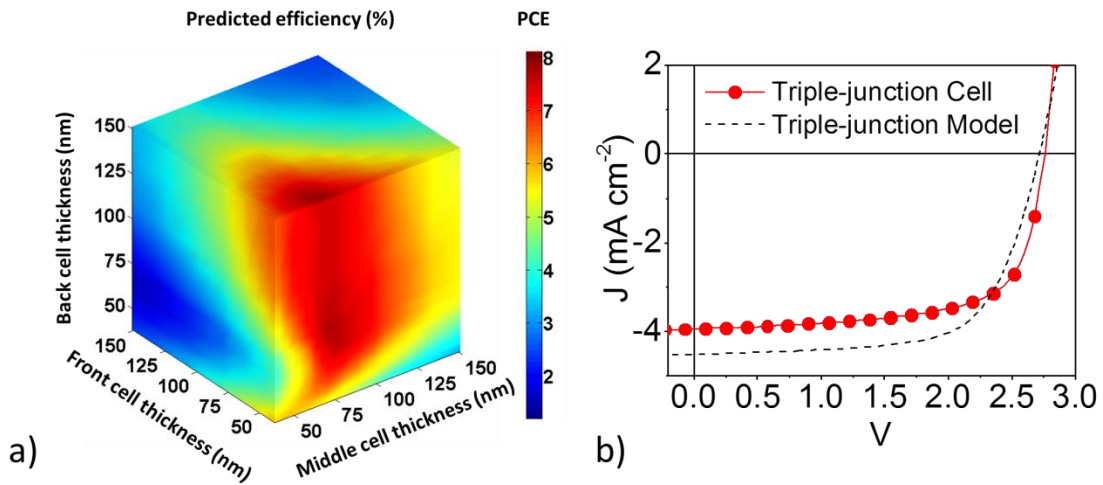 a)
Predicted efficiency (%)
PCE
8
7
6
5
4
3
2
Back cell thickness (nm)
150
125
100
75
50
Front cell thickness (nm)
150
125
100
75
50
Middle cell thickness (nm)
50
75
100
125
150
b)
Triple-junction Cell
Triple-junction Model
J (mA cm⁻²)
2
0
-2
-4
0.0 0.5 1.0 1.5 2.0 2.5 3.0
V